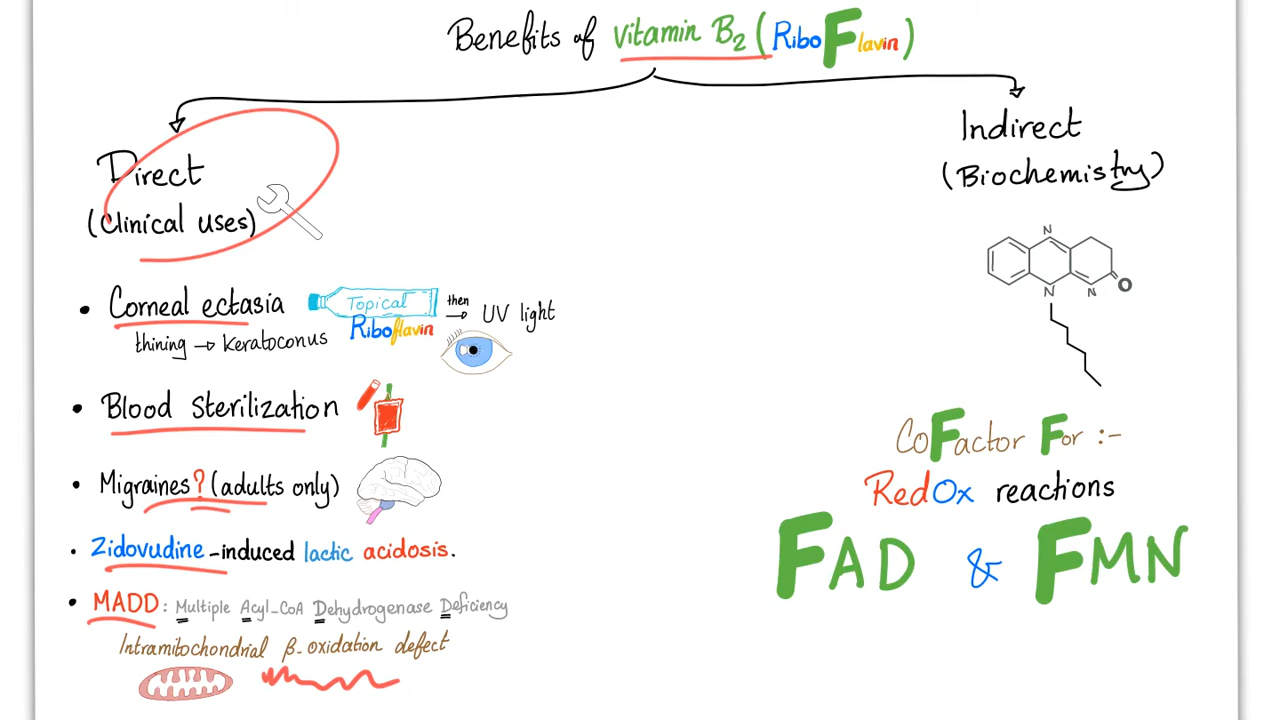 Benefits of Vitamin B2 (RiboFlavin)
Direct
(Clinical uses)
• Corneal ectasia
thining → Keratoconus
Topical
Riboflavin
then
→ UV light
• Blood Sterilization
• Migraines? (adults only)
• Zidovudine-induced lactic acidosis.
• MADD: Multiple Acyl-CoA Dehydrogenase Deficiency
Intramitochondrial β-oxidation defect
Indirect
(Biochemistry)
N
O
N N
CoFactor For :-
RedOx reactions
FAD & FMN